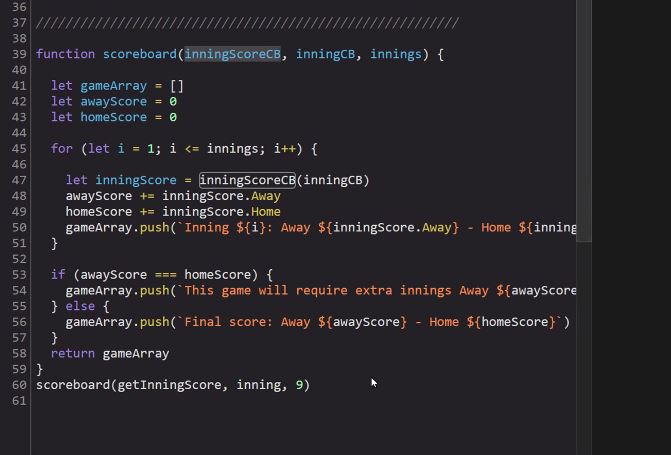 36
37 /////////////////////////////////////////////////////////
38
39 function scoreboard(inningScoreCB, inningCB, innings) {
40
41 let gameArray = []
42 let awayScore = 0
43 let homeScore = 0
44
45 for (let i = 1; i <= innings; i++) {
46
47 let inningScore = inningScoreCB(inningCB)
48 awayScore += inningScore.Away
49 homeScore += inningScore.Home
50 gameArray.push(`Inning ${i}: Away ${inningScore.Away} - Home ${inning
51 }
52
53 if (awayScore === homeScore) {
54 gameArray.push(`This game will require extra innings Away ${awayScore
55 } else {
56 gameArray.push(`Final score: Away ${awayScore} - Home ${homeScore}`)
57 }
58 return gameArray
59 }
60 scoreboard(getInningScore, inning, 9)
61